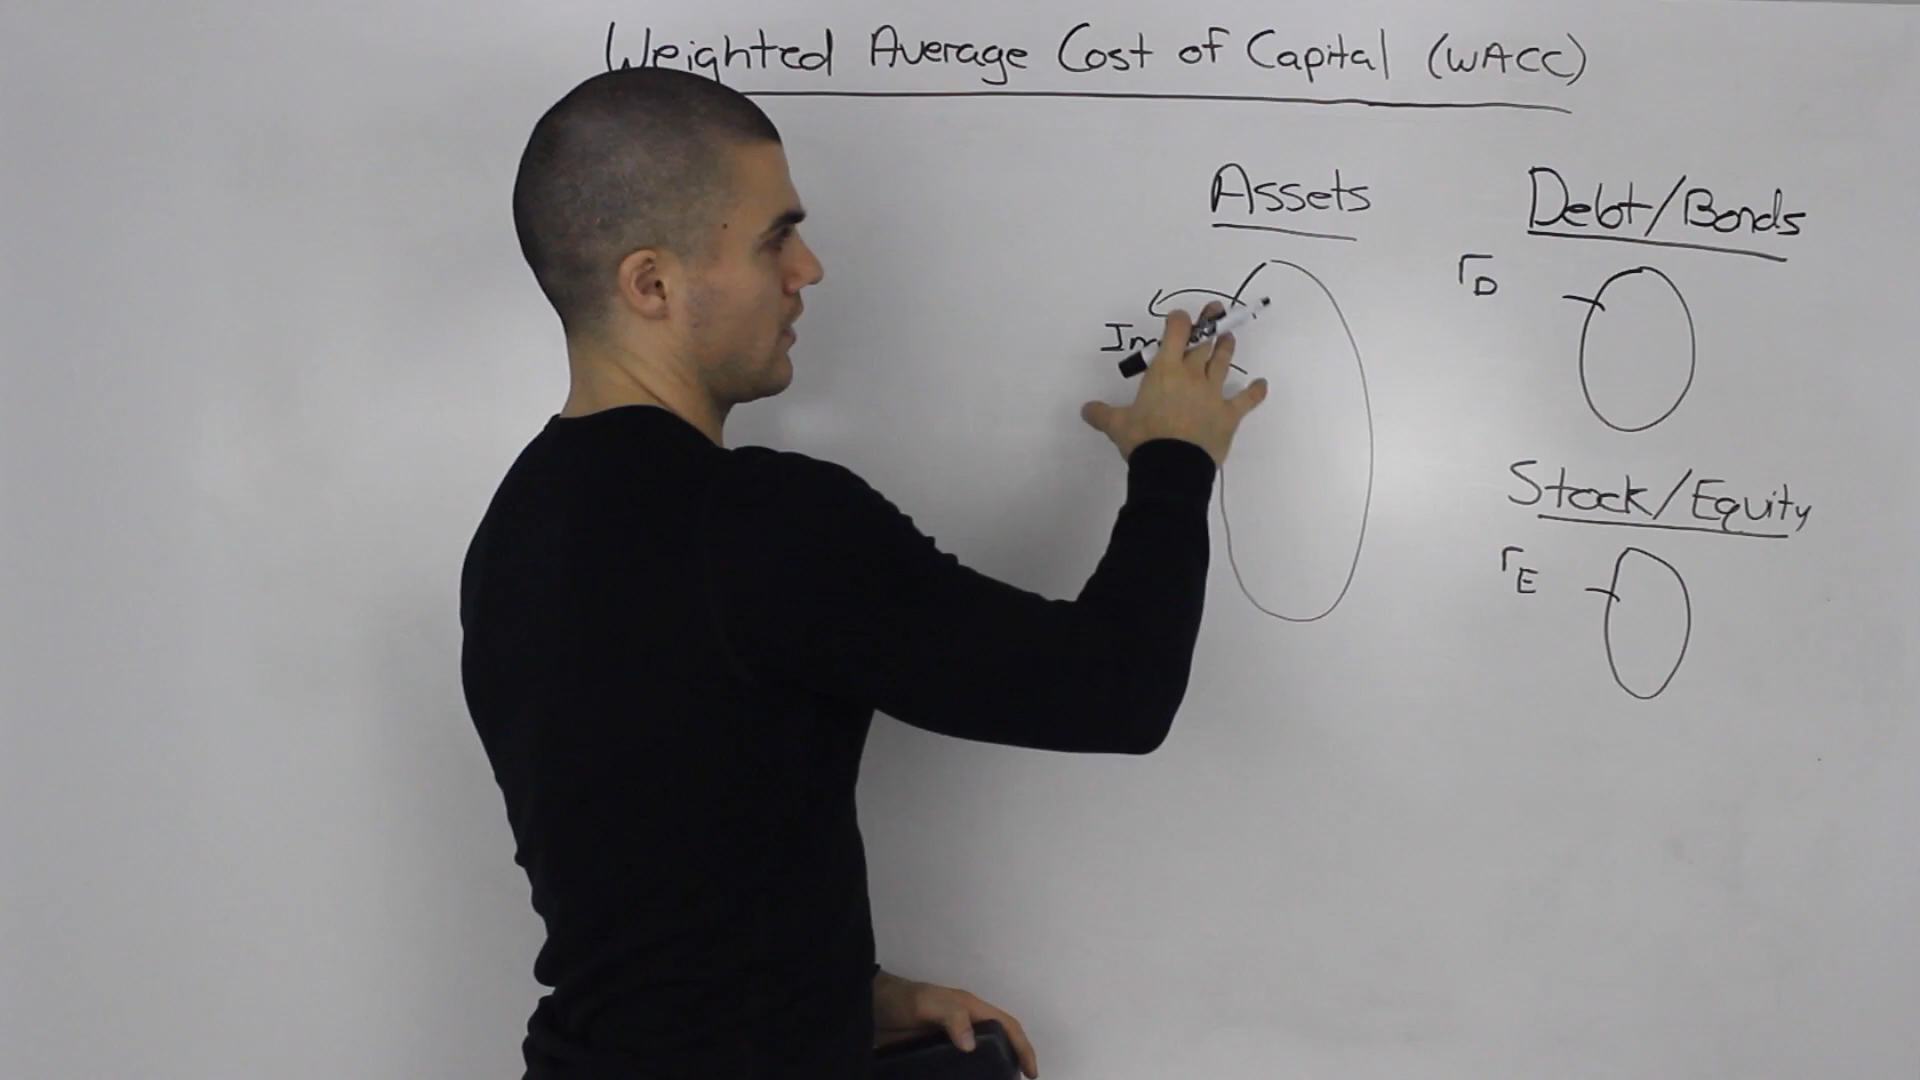 Weighted Average Cost of Capital (WACC)
Assets
Debt/Bonds
rD
Stock/Equity
rE